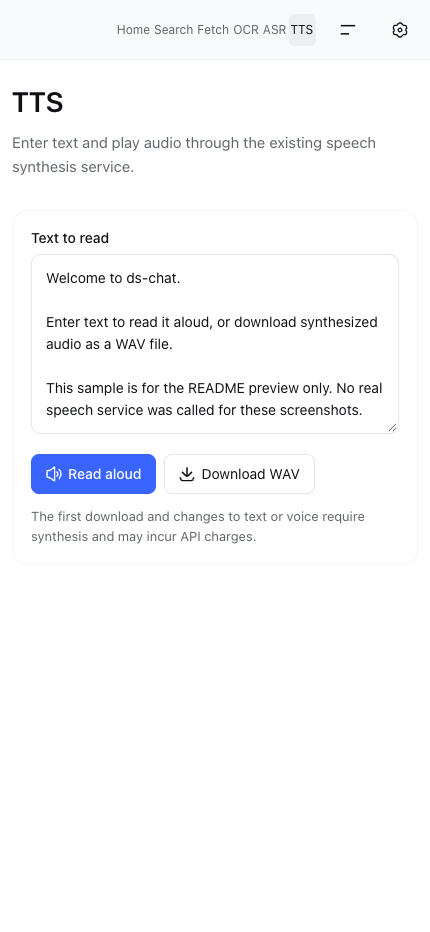 Home Search Fetch OCR ASR TTS
TTS
Enter text and play audio through the existing speech
synthesis service.
Text to read
Welcome to ds-chat.
Enter text to read it aloud, or download synthesized
audio as a WAV file.
This sample is for the README preview only. No real
speech service was called for these screenshots.
Read aloud
Download WAV
The first download and changes to text or voice require
synthesis and may incur API charges.